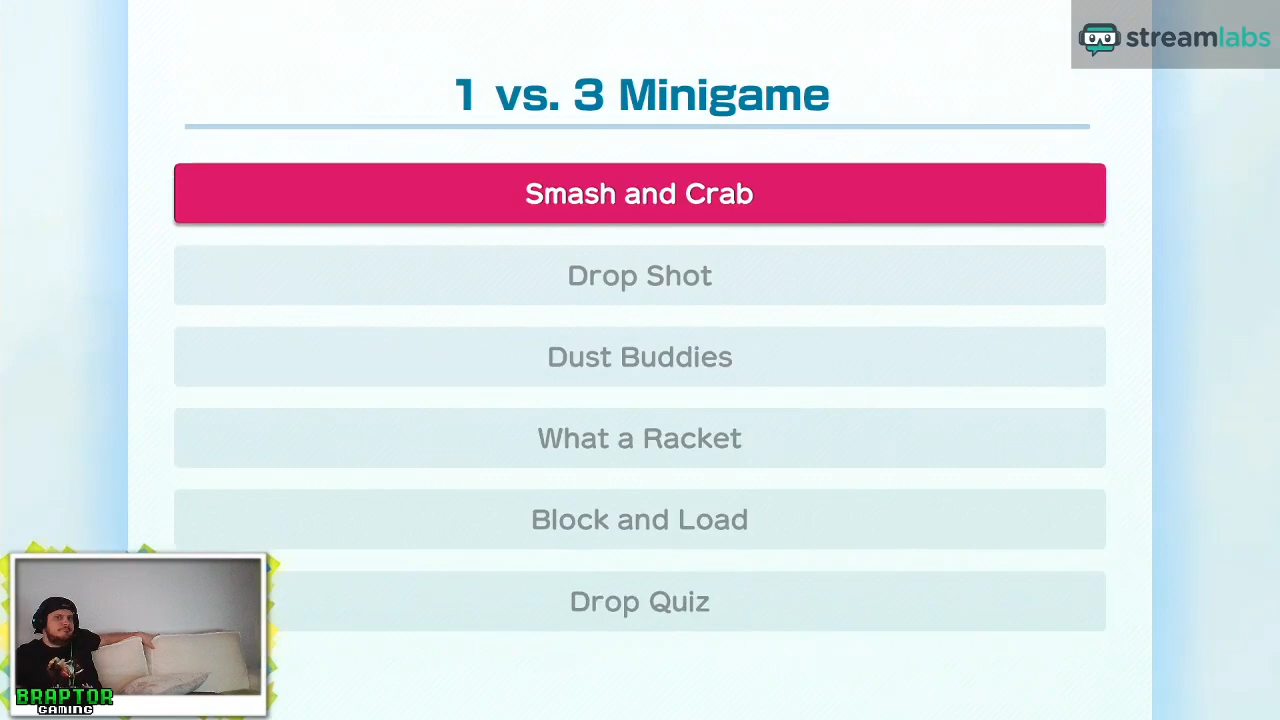 streamlabs
1 vs. 3 Minigame
Smash and Crab
Drop Shot
Dust Buddies
What a Racket
Block and Load
Drop Quiz
BRAPTOR
GAMING